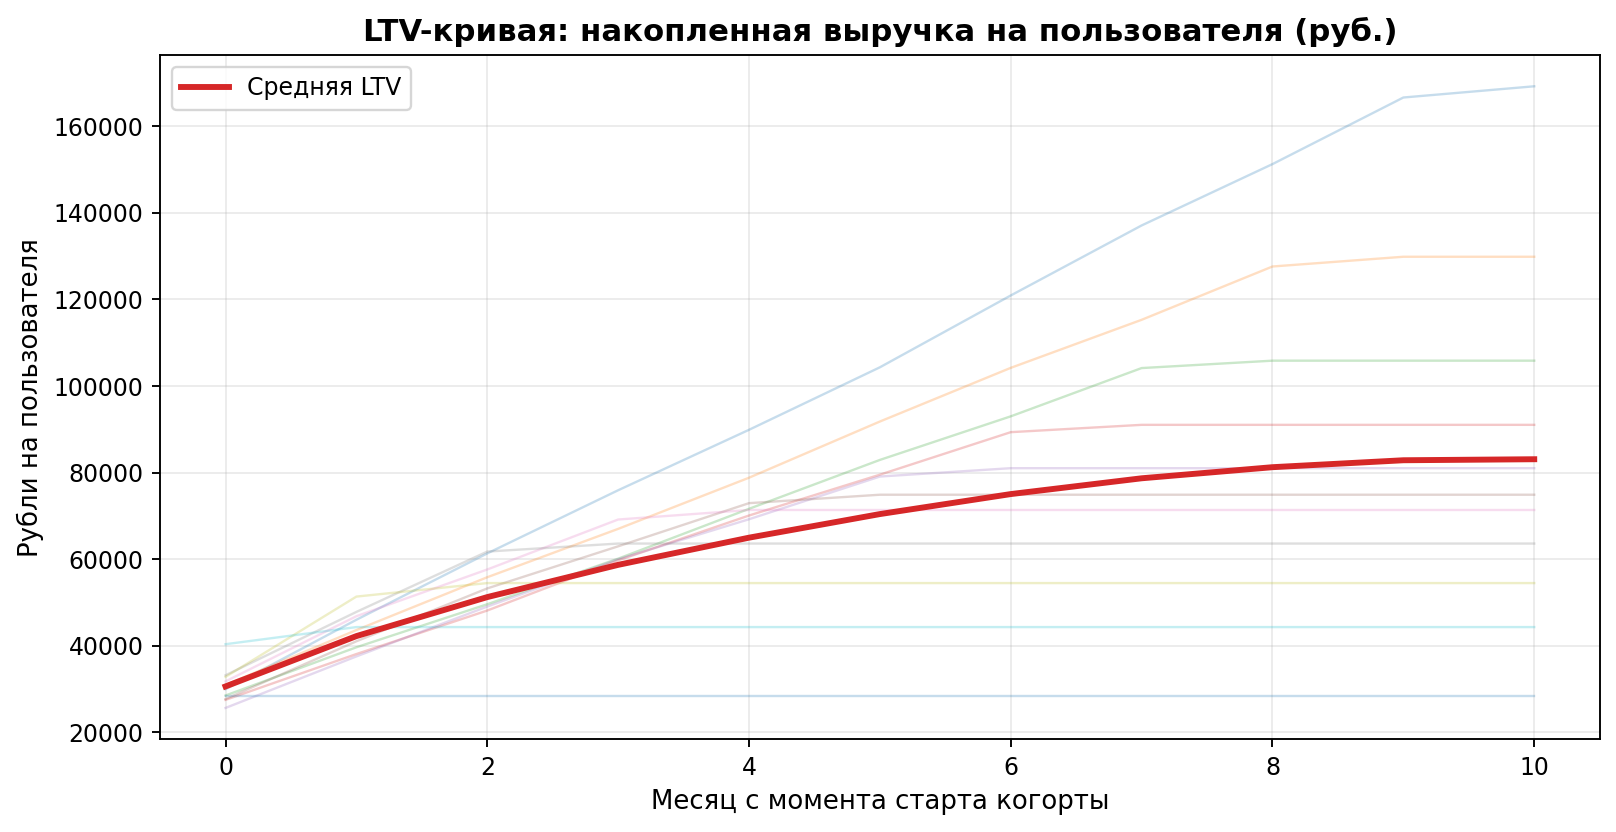 LTV-кривая: накопленная выручка на пользователя (руб.)
Средняя LTV
Рубли на пользователя
160000
140000
120000
100000
80000
60000
40000
20000
0 2 4 6 8 10
Месяц с момента старта когорты